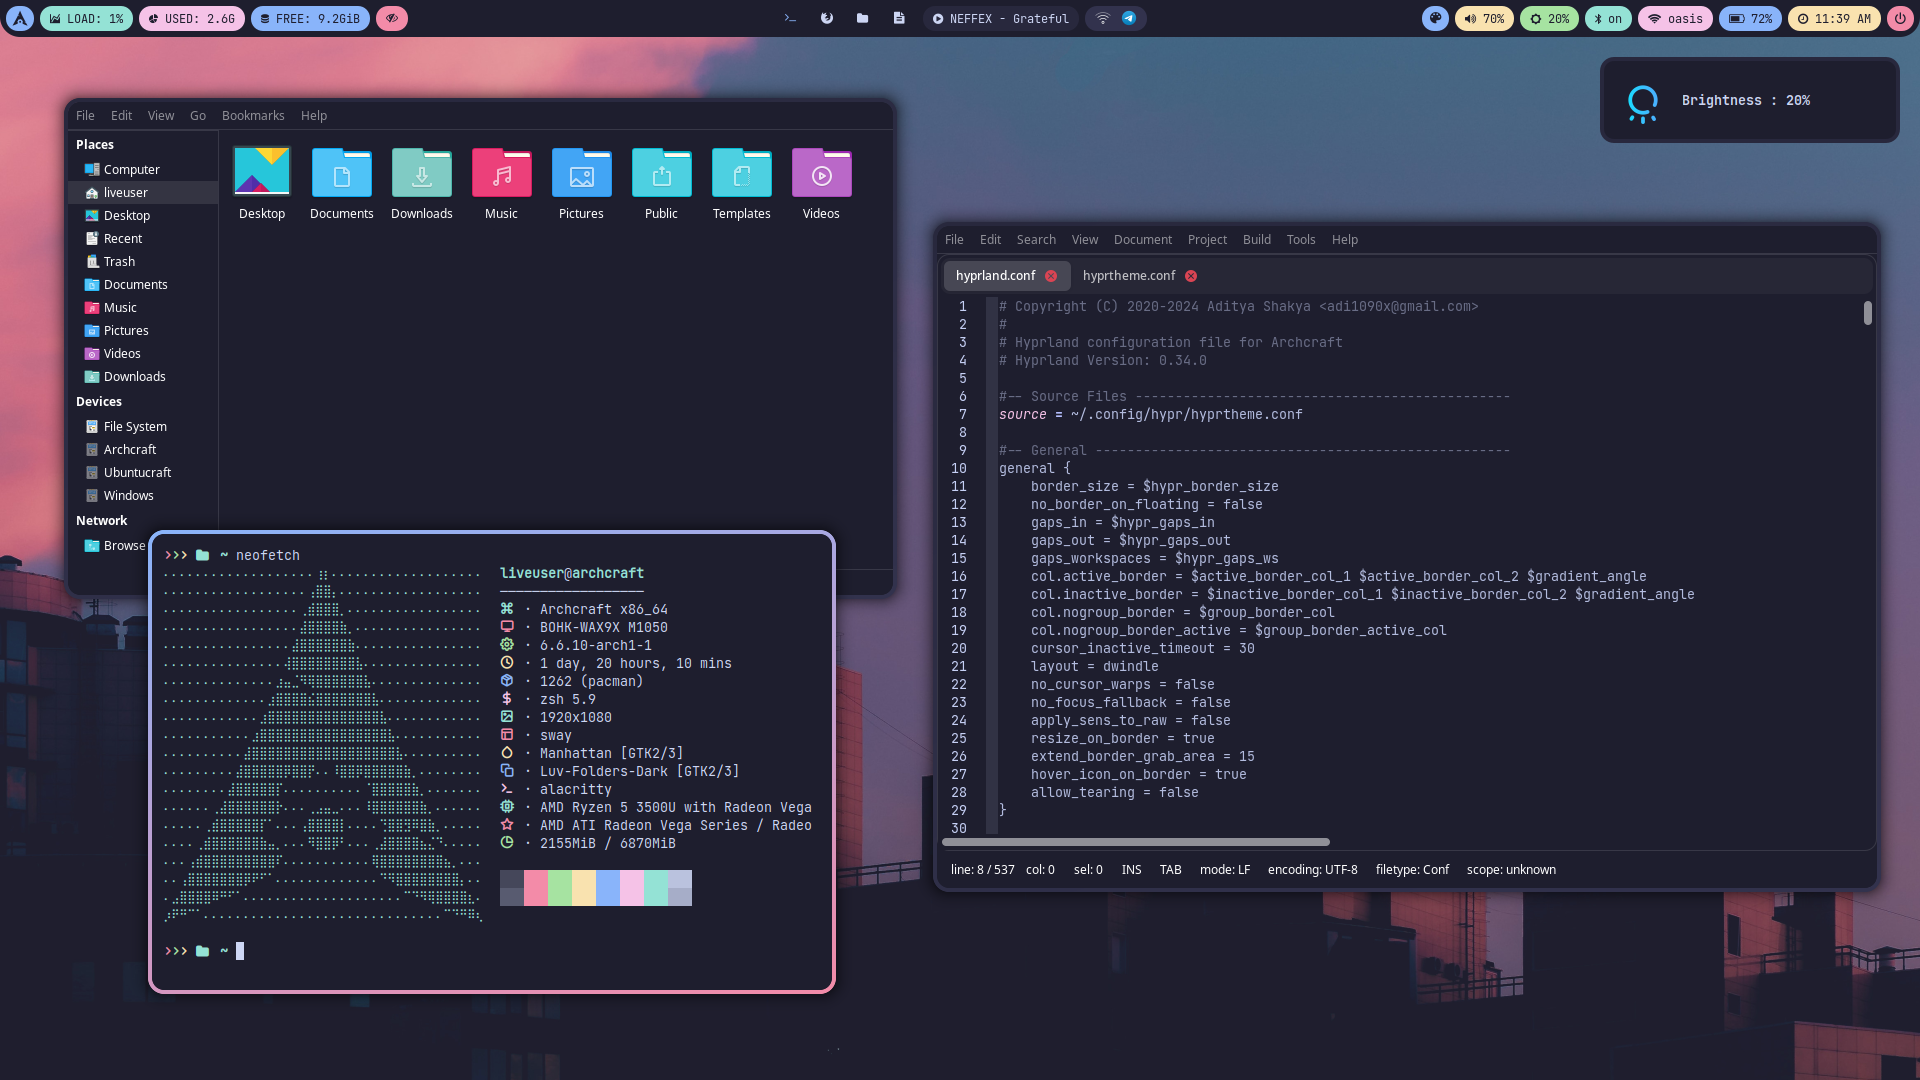 LOAD: 1%
USED: 2.6G
FREE: 9.2GiB
NEFFEX - Grateful
70%
20%
on
oasis
72%
11:39 AM
Brightness : 20%
File Edit View Go Bookmarks Help
Places
Computer
liveuser
Desktop
Recent
Trash
Documents
Music
Pictures
Videos
Downloads
Devices
File System
Archcraft
Ubuntucraft
Windows
Network
Browse
Desktop Documents Downloads Music Pictures Public Templates Videos
>>> ~ neofetch
liveuser@archcraft
· Archcraft x86_64
· BOHK-WAX9X M1050
· 6.6.10-arch1-1
· 1 day, 20 hours, 10 mins
· 1262 (pacman)
· zsh 5.9
· 1920x1080
· sway
· Manhattan [GTK2/3]
· Luv-Folders-Dark [GTK2/3]
· alacritty
· AMD Ryzen 5 3500U with Radeon Vega
· AMD ATI Radeon Vega Series / Radeo
· 2155MiB / 6870MiB
>>> ~
File Edit Search View Document Project Build Tools Help
hyprland.conf hyprtheme.conf
1 # Copyright (C) 2020-2024 Aditya Shakya <adi1090x@gmail.com>
2 #
3 # Hyprland configuration file for Archcraft
4 # Hyprland Version: 0.34.0
5
6 #-- Source Files -----------------------------------------------
7 source = ~/.config/hypr/hyprtheme.conf
8
9 #-- General ----------------------------------------------------
10 general {
11     border_size = $hypr_border_size
12     no_border_on_floating = false
13     gaps_in = $hypr_gaps_in
14     gaps_out = $hypr_gaps_out
15     gaps_workspaces = $hypr_gaps_ws
16     col.active_border = $active_border_col_1 $active_border_col_2 $gradient_angle
17     col.inactive_border = $inactive_border_col_1 $inactive_border_col_2 $gradient_angle
18     col.nogroup_border = $group_border_col
19     col.nogroup_border_active = $group_border_active_col
20     cursor_inactive_timeout = 30
21     layout = dwindle
22     no_cursor_warps = false
23     no_focus_fallback = false
24     apply_sens_to_raw = false
25     resize_on_border = true
26     extend_border_grab_area = 15
27     hover_icon_on_border = true
28     allow_tearing = false
29 }
30
line: 8 / 537 col: 0 sel: 0 INS TAB mode: LF encoding: UTF-8 filetype: Conf scope: unknown